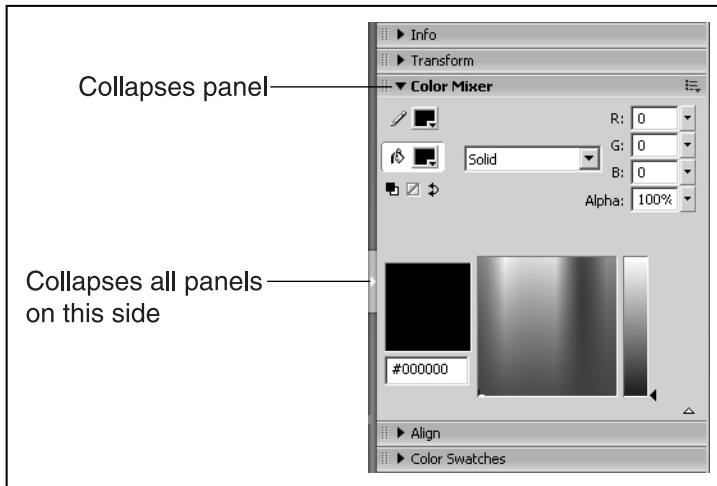 Info
Transform
Collapses panel
Color Mixer
R: 0
G: 0
Solid
B: 0
Alpha: 100%
Collapses all panels
on this side
#000000
Align
Color Swatches